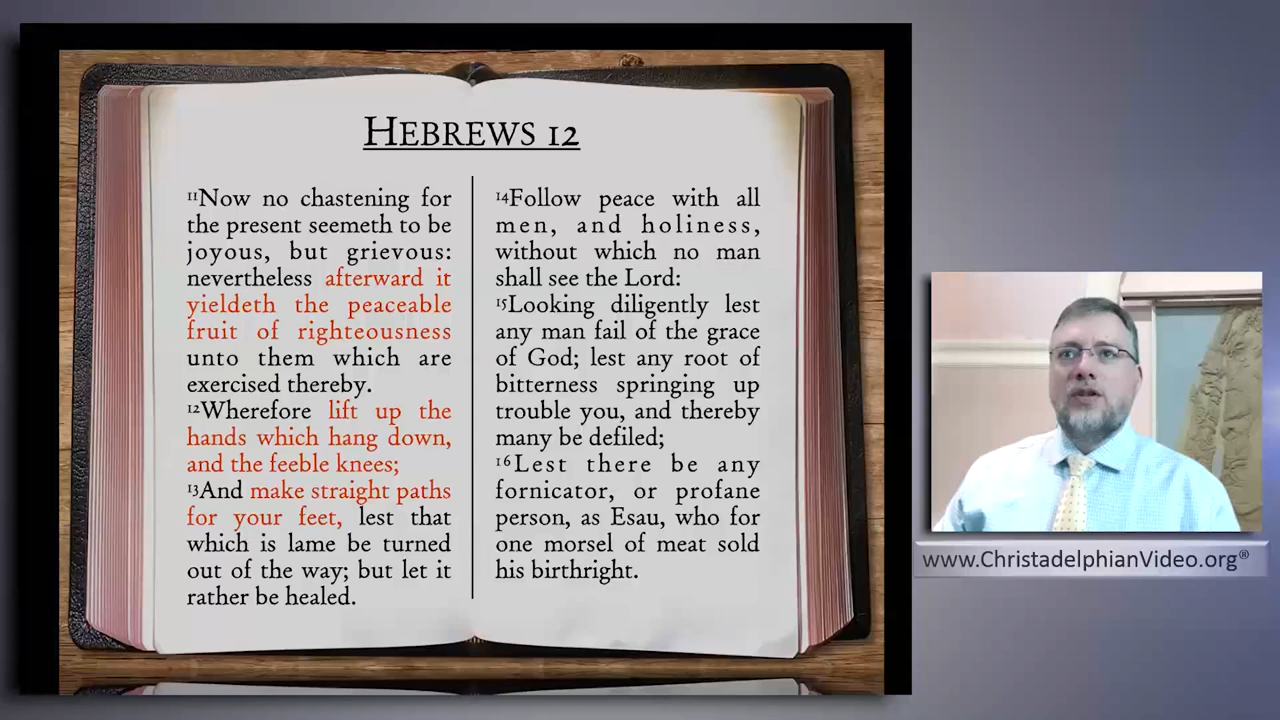 HEBREWS 12
11Now no chastening for
the present seemeth to be
joyous, but grievous:
nevertheless afterward it
yieldeth the peaceable
fruit of righteousness
unto them which are
exercised thereby.
12Wherefore lift up the
hands which hang down,
and the feeble knees;
13And make straight paths
for your feet, lest that
which is lame be turned
out of the way; but let it
rather be healed.
14Follow peace with all
men, and holiness,
without which no man
shall see the Lord:
15Looking diligently lest
any man fail of the grace
of God; lest any root of
bitterness springing up
trouble you, and thereby
many be defiled;
16Lest there be any
fornicator, or profane
person, as Esau, who for
one morsel of meat sold
his birthright.
www.ChristadelphianVideo.org®